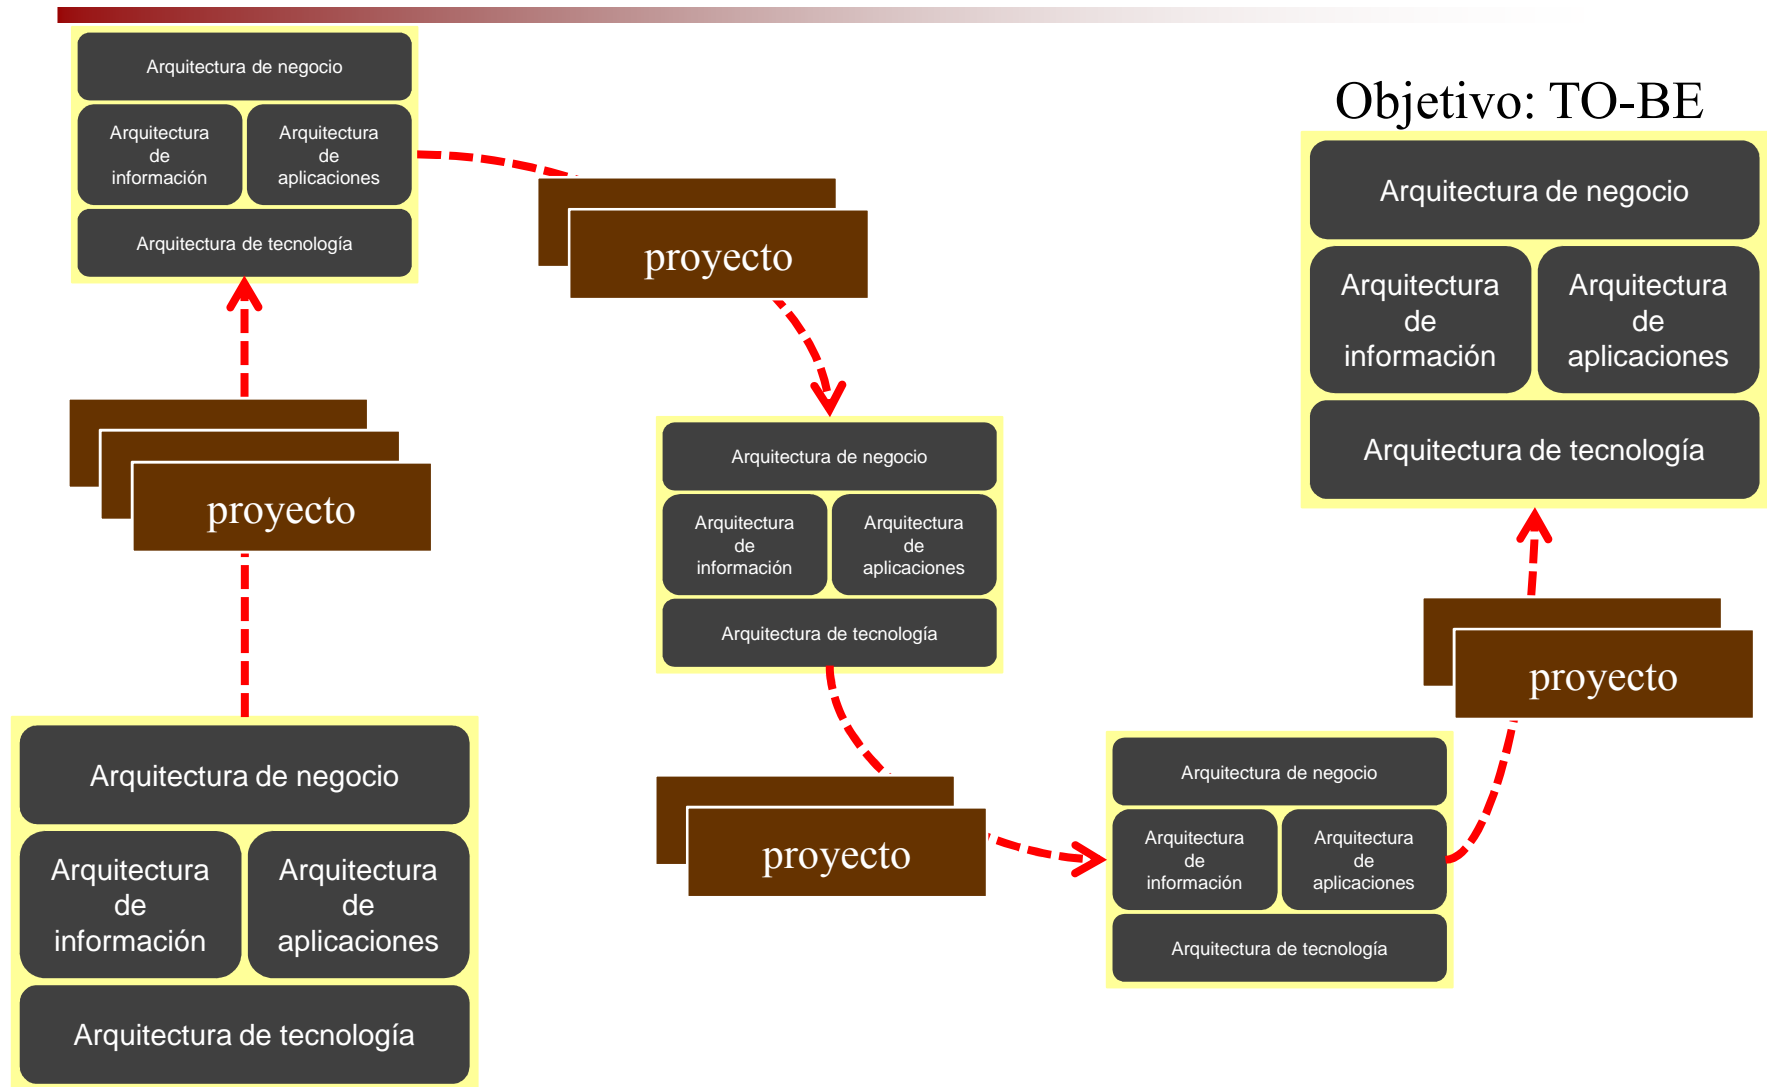 Arquitectura de negocio
Arquitectura
de
información
Arquitectura
de
aplicaciones
Arquitectura de tecnología
Objetivo: TO-BE
Arquitectura de negocio
Arquitectura
de
información
Arquitectura
de
aplicaciones
Arquitectura de tecnología
proyecto
proyecto
Arquitectura de negocio
Arquitectura
de
información
Arquitectura
de
aplicaciones
Arquitectura de tecnología
proyecto
Arquitectura de negocio
Arquitectura
de
información
Arquitectura
de
aplicaciones
Arquitectura de tecnología
proyecto
Arquitectura de negocio
Arquitectura
de
información
Arquitectura
de
aplicaciones
Arquitectura de tecnología